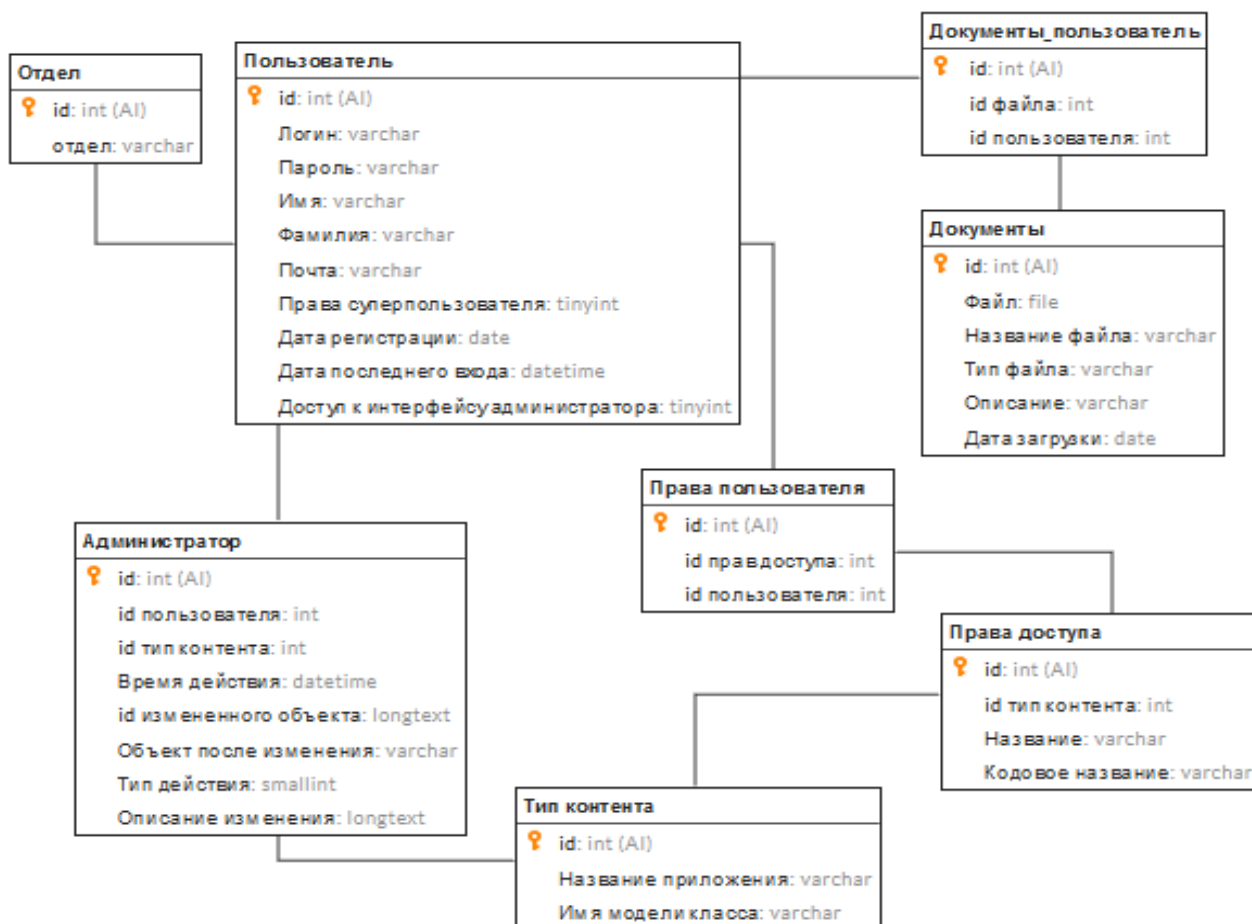 Отдел
id: int (AI)
отдел: varchar
Пользователь
id: int (AI)
Логин: varchar
Пароль: varchar
Имя: varchar
Фамилия: varchar
Почта: varchar
Права суперпользователя: tinyint
Дата регистрации: date
Дата последнего входа: datetime
Доступ к интерфейсу администратора: tinyint
Документы_пользователь
id: int (AI)
id файла: int
id пользователя: int
Документы
id: int (AI)
Файл: file
Название файла: varchar
Тип файла: varchar
Описание: varchar
Дата загрузки: date
Права пользователя
id: int (AI)
id прав доступа: int
id пользователя: int
Администратор
id: int (AI)
id пользователя: int
id тип контента: int
Время действия: datetime
id измененного объекта: longtext
Объект после изменения: varchar
Тип действия: smallint
Описание изменения: longtext
Права доступа
id: int (AI)
id тип контента: int
Название: varchar
Кодовое название: varchar
Тип контента
id: int (AI)
Название приложения: varchar
Имя модели класса: varchar